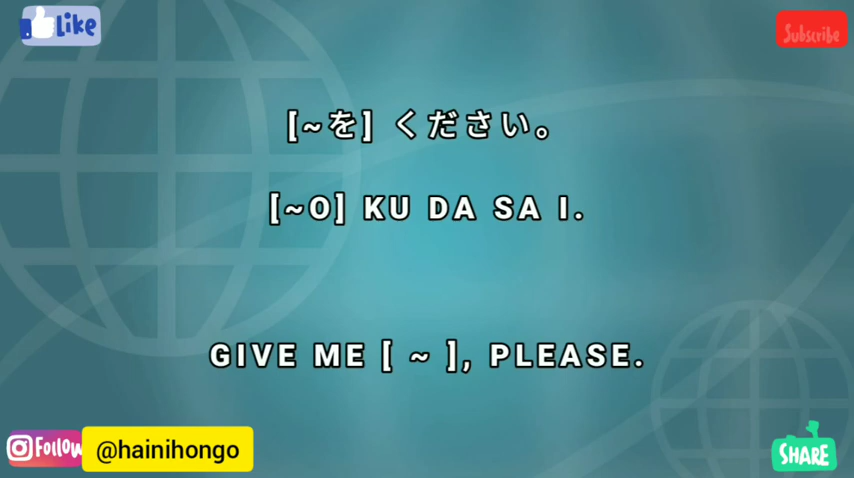 Like
Subscribe
[~を] ください。
[~O] KU DA SA I.
GIVE ME [ ~ ], PLEASE.
Follow
@hainihongo
SHARE